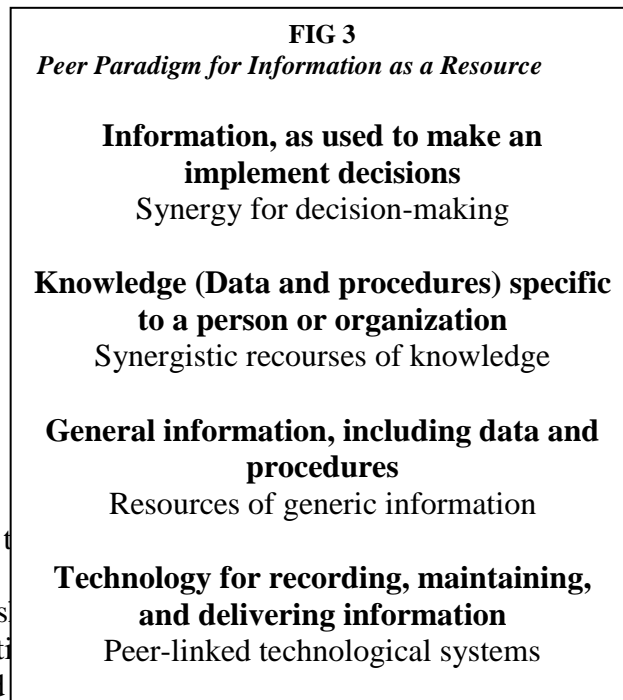 FIG 3
Peer Paradigm for Information as a Resource
Information, as used to make an
implement decisions
Synergy for decision-making
Knowledge (Data and procedures) specific
to a person or organization
Synergistic recourses of knowledge
General information, including data and
procedures
Resources of generic information
Technology for recording, maintaining,
and delivering information
Peer-linked technological systems